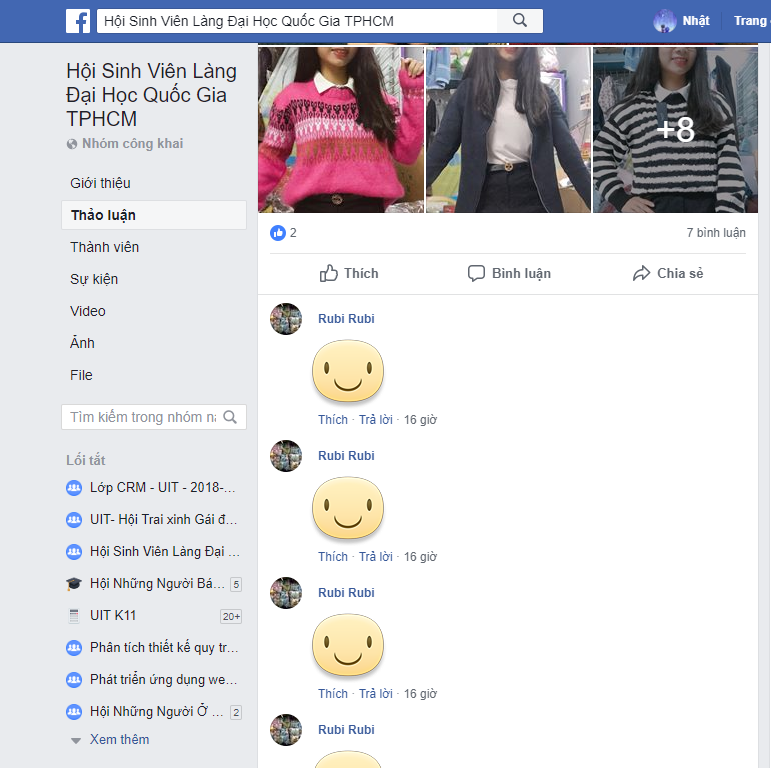 Hội Sinh Viên Làng Đại Học Quốc Gia TPHCM
Nhật
Trang
Hội Sinh Viên Làng
Đại Học Quốc Gia
TPHCM
Nhóm công khai
Giới thiệu
Thảo luận
Thành viên
Sự kiện
Video
Ảnh
File
Tìm kiếm trong nhóm nà
Lối tắt
Lớp CRM - UIT - 2018-...
UIT- Hội Trai xinh Gái đ...
Hội Sinh Viên Làng Đại ...
Hội Những Người Bá... 5
UIT K11 20+
Phân tích thiết kế quy tr...
Phát triển ứng dụng we...
Hội Những Người Ở ... 2
Xem thêm
+8
2
7 bình luận
Thích
Bình luận
Chia sẻ
Rubi Rubi
Thích · Trả lời · 16 giờ
Rubi Rubi
Thích · Trả lời · 16 giờ
Rubi Rubi
Thích · Trả lời · 16 giờ
Rubi Rubi